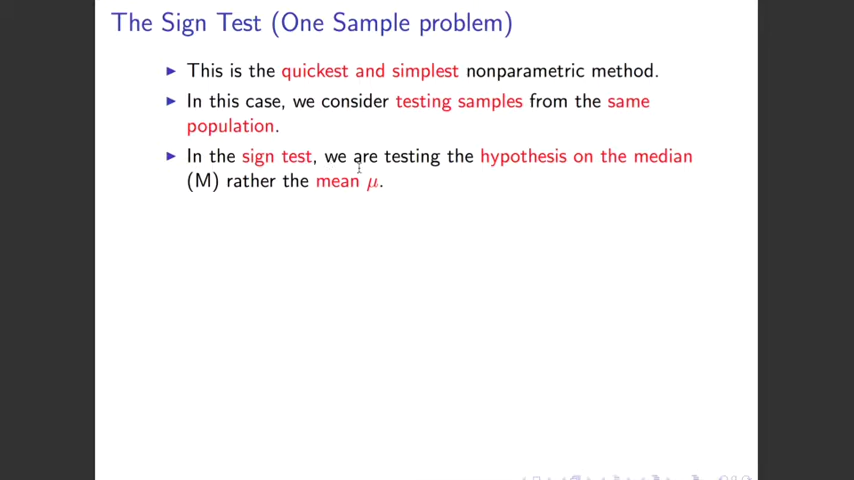 The Sign Test (One Sample problem)
This is the quickest and simplest nonparametric method.
In this case, we consider testing samples from the same
population.
In the sign test, we are testing the hypothesis on the median
(M) rather the mean μ.